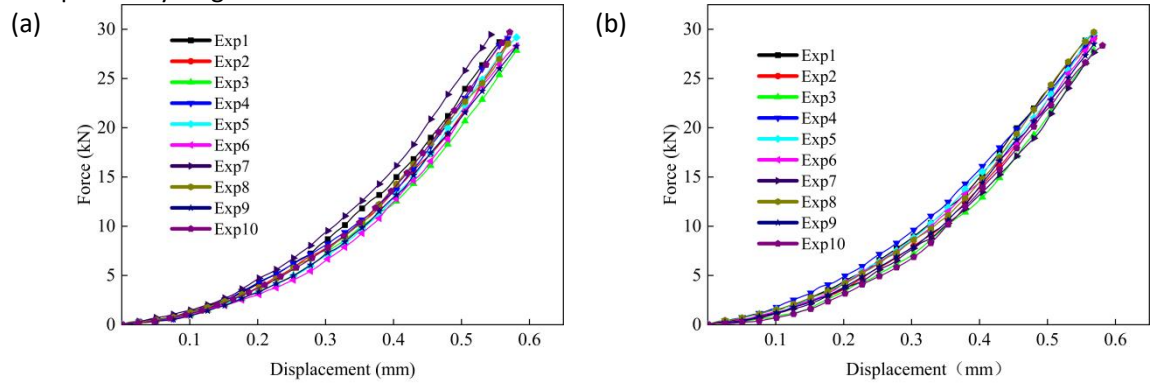 (a)
30
25
20
15
10
5
0
Force (kN)
Exp1
Exp2
Exp3
Exp4
Exp5
Exp6
Exp7
Exp8
Exp9
Exp10
0.1 0.2 0.3 0.4 0.5 0.6
Displacement (mm)
(b)
30
25
20
15
10
5
0
Force (kN)
Exp1
Exp2
Exp3
Exp4
Exp5
Exp6
Exp7
Exp8
Exp9
Exp10
0.1 0.2 0.3 0.4 0.5 0.6
Displacement（mm）